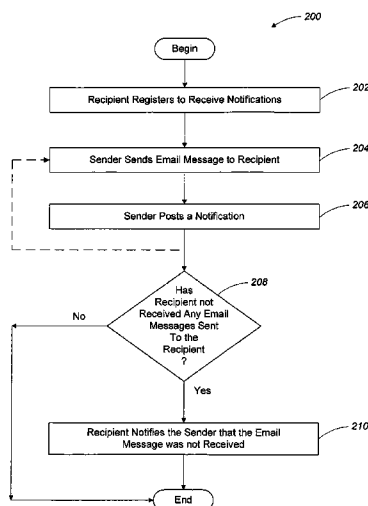 200
Begin
Recipient Registers to Receive Notifications
202
Sender Sends Email Message to Recipient
204
Sender Posts a Notification
206
Has
Recipient not
Received Any Email
Messages Sent
To the
Recipient
?
208
No
Yes
Recipient Notifies the Sender that the Email
Message was not Received
210
End